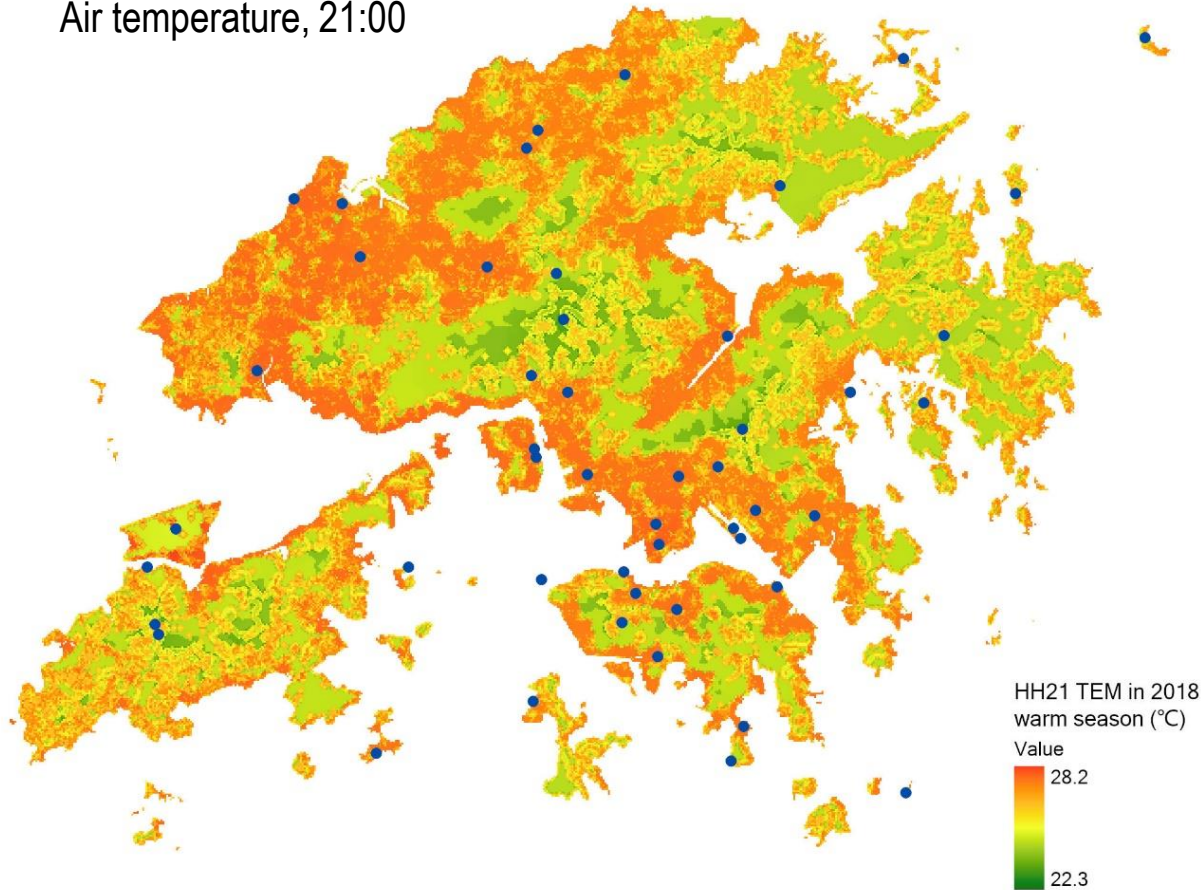 Air temperature, 21:00
HH21 TEM in 2018
warm season (℃)
Value
28.2
22.3